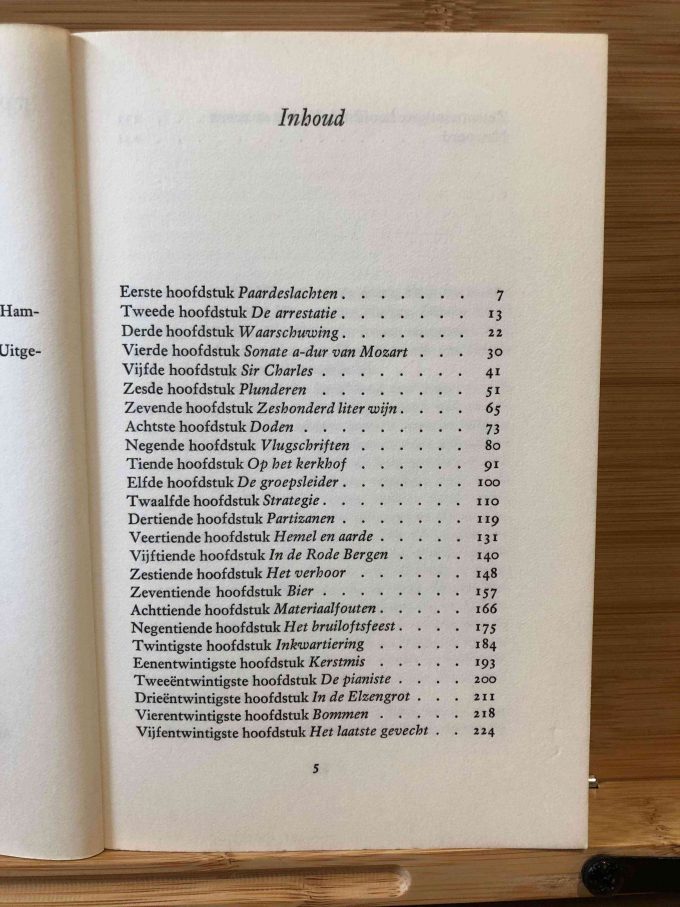 Ham-
Uitge-
Inhoud
Eerste hoofdstuk Paardeslachten . . . . . . . 7
Tweede hoofdstuk De arrestatie . . . . . . . 13
Derde hoofdstuk Waarschuwing . . . . . . . 22
Vierde hoofdstuk Sonate a-dur van Mozart . . . 30
Vijfde hoofdstuk Sir Charles . . . . . . . 41
Zesde hoofdstuk Plunderen . . . . . . . 51
Zevende hoofdstuk Zeshonderd liter wijn . . . . 65
Achtste hoofdstuk Doden . . . . . . . 73
Negende hoofdstuk Vlugschriften . . . . . . 80
Tiende hoofdstuk Op het kerkhof . . . . . . 91
Elfde hoofdstuk De groepsleider . . . . . . 100
Twaalfde hoofdstuk Strategie . . . . . . . 110
Dertiende hoofdstuk Partizanen . . . . . . 119
Veertiende hoofdstuk Hemel en aarde . . . . . 131
Vijftiende hoofdstuk In de Rode Bergen . . . . 140
Zestiende hoofdstuk Het verhoor . . . . . . 148
Zeventiende hoofdstuk Bier . . . . . . . 157
Achttiende hoofdstuk Materiaalfouten . . . . . 166
Negentiende hoofdstuk Het bruiloftsfeest . . . . 175
Twintigste hoofdstuk Inkwartiering . . . . . 184
Eenentwintigste hoofdstuk Kerstmis . . . . . 193
Tweeëntwintigste hoofdstuk De pianiste . . . . 200
Drieëntwintigste hoofdstuk In de Elzengrot . . . 211
Vierentwintigste hoofdstuk Bommen . . . . . 218
Vijfentwintigste hoofdstuk Het laatste gevecht . . 224
5